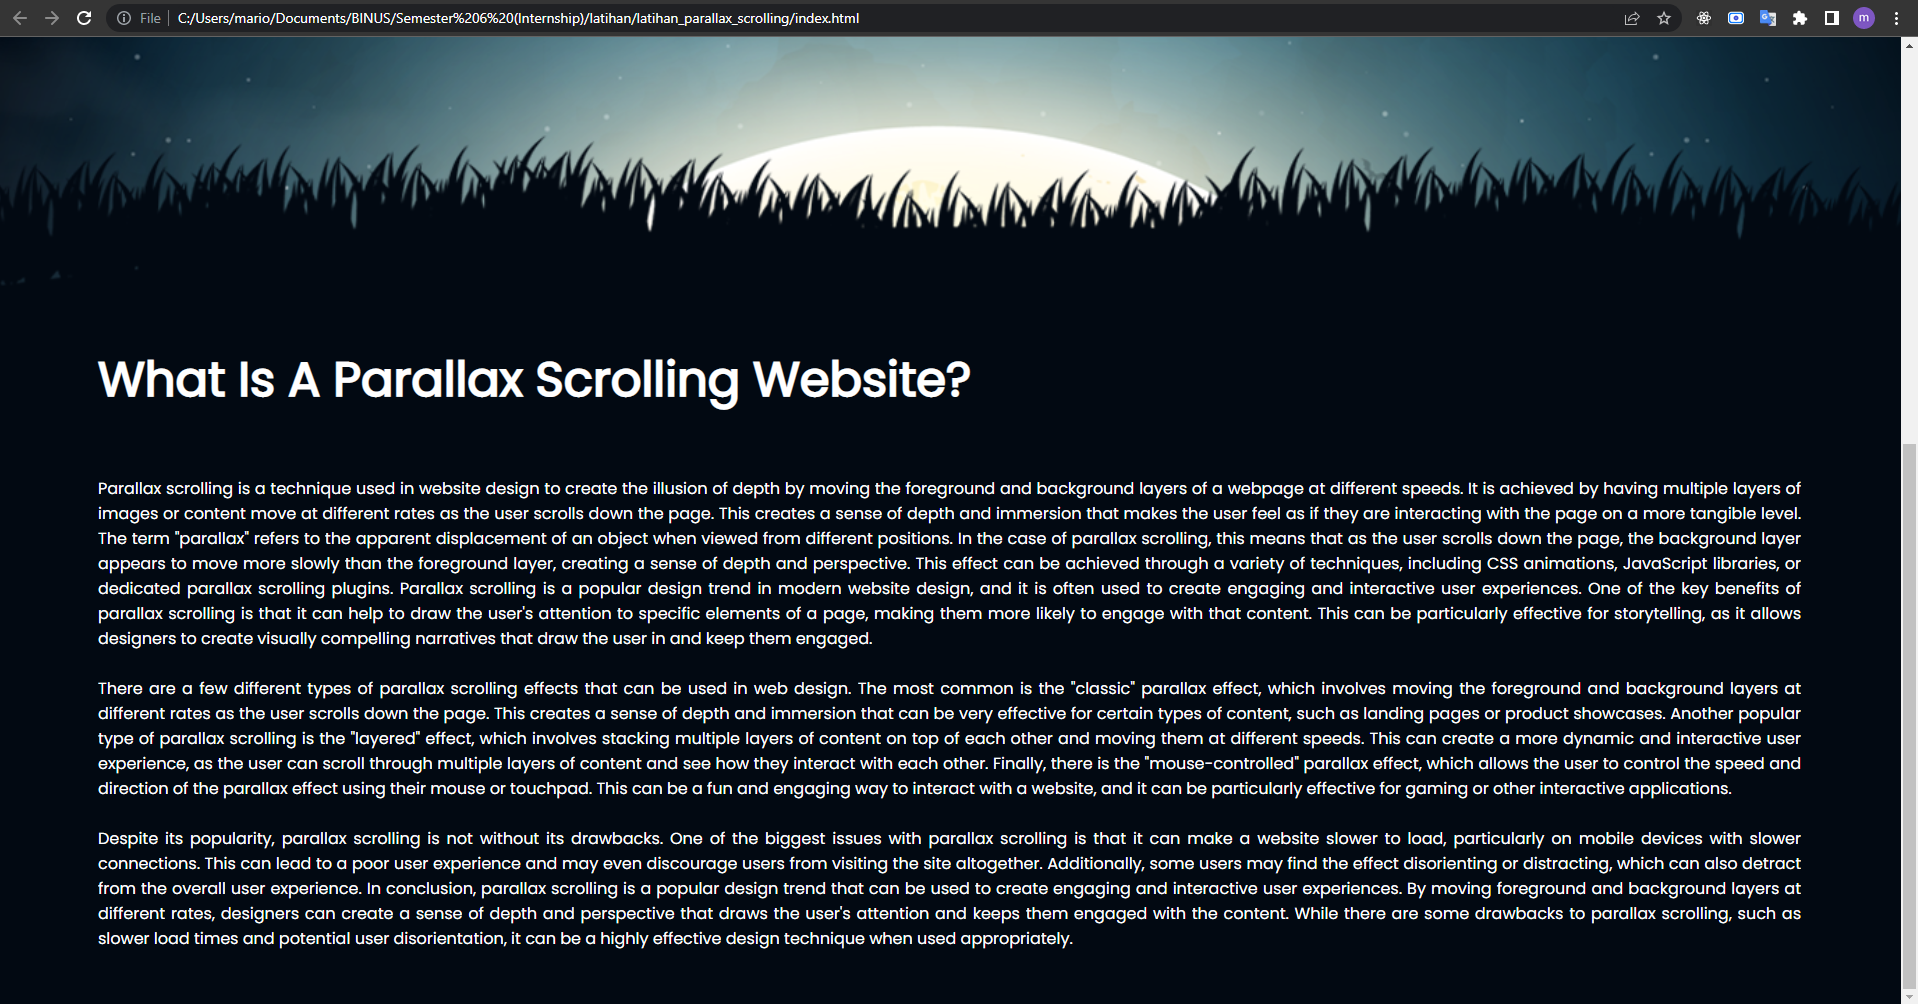 File
C:/Users/mario/Documents/BINUS/Semester%206%20(Internship)/latihan/latihan_parallax_scrolling/index.html
m
What Is A Parallax Scrolling Website?
Parallax scrolling is a technique used in website design to create the illusion of depth by moving the foreground and background layers of a webpage at different speeds. It is achieved by having multiple layers of
images or content move at different rates as the user scrolls down the page. This creates a sense of depth and immersion that makes the user feel as if they are interacting with the page on a more tangible level.
The term "parallax" refers to the apparent displacement of an object when viewed from different positions. In the case of parallax scrolling, this means that as the user scrolls down the page, the background layer
appears to move more slowly than the foreground layer, creating a sense of depth and perspective. This effect can be achieved through a variety of techniques, including CSS animations, JavaScript libraries, or
dedicated parallax scrolling plugins. Parallax scrolling is a popular design trend in modern website design, and it is often used to create engaging and interactive user experiences. One of the key benefits of
parallax scrolling is that it can help to draw the user's attention to specific elements of a page, making them more likely to engage with that content. This can be particularly effective for storytelling, as it allows
designers to create visually compelling narratives that draw the user in and keep them engaged.
There are a few different types of parallax scrolling effects that can be used in web design. The most common is the "classic" parallax effect, which involves moving the foreground and background layers at
different rates as the user scrolls down the page. This creates a sense of depth and immersion that can be very effective for certain types of content, such as landing pages or product showcases. Another popular
type of parallax scrolling is the "layered" effect, which involves stacking multiple layers of content on top of each other and moving them at different speeds. This can create a more dynamic and interactive user
experience, as the user can scroll through multiple layers of content and see how they interact with each other. Finally, there is the "mouse-controlled" parallax effect, which allows the user to control the speed and
direction of the parallax effect using their mouse or touchpad. This can be a fun and engaging way to interact with a website, and it can be particularly effective for gaming or other interactive applications.
Despite its popularity, parallax scrolling is not without its drawbacks. One of the biggest issues with parallax scrolling is that it can make a website slower to load, particularly on mobile devices with slower
connections. This can lead to a poor user experience and may even discourage users from visiting the site altogether. Additionally, some users may find the effect disorienting or distracting, which can also detract
from the overall user experience. In conclusion, parallax scrolling is a popular design trend that can be used to create engaging and interactive user experiences. By moving foreground and background layers at
different rates, designers can create a sense of depth and perspective that draws the user's attention and keeps them engaged with the content. While there are some drawbacks to parallax scrolling, such as
slower load times and potential user disorientation, it can be a highly effective design technique when used appropriately.